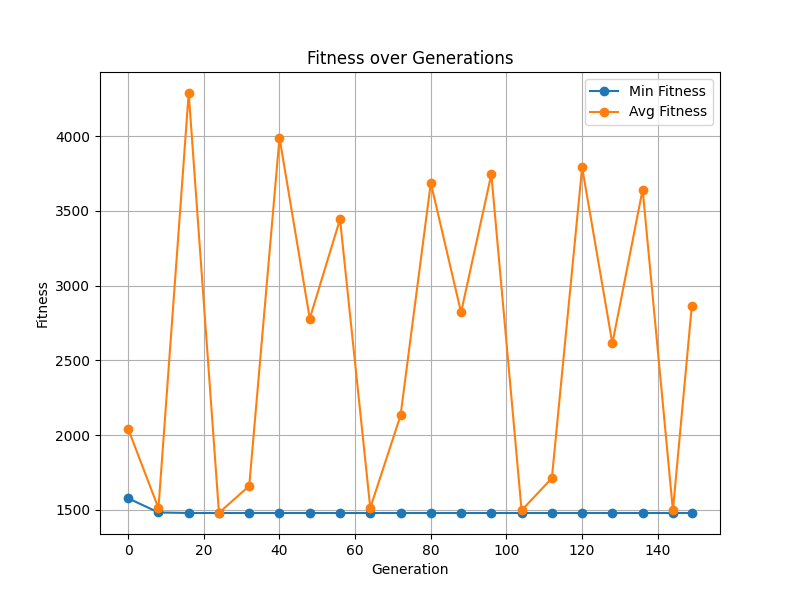 Fitness over Generations
Min Fitness
Avg Fitness
4000
3500
3000
2500
2000
1500
Fitness
0 20 40 60 80 100 120 140
Generation